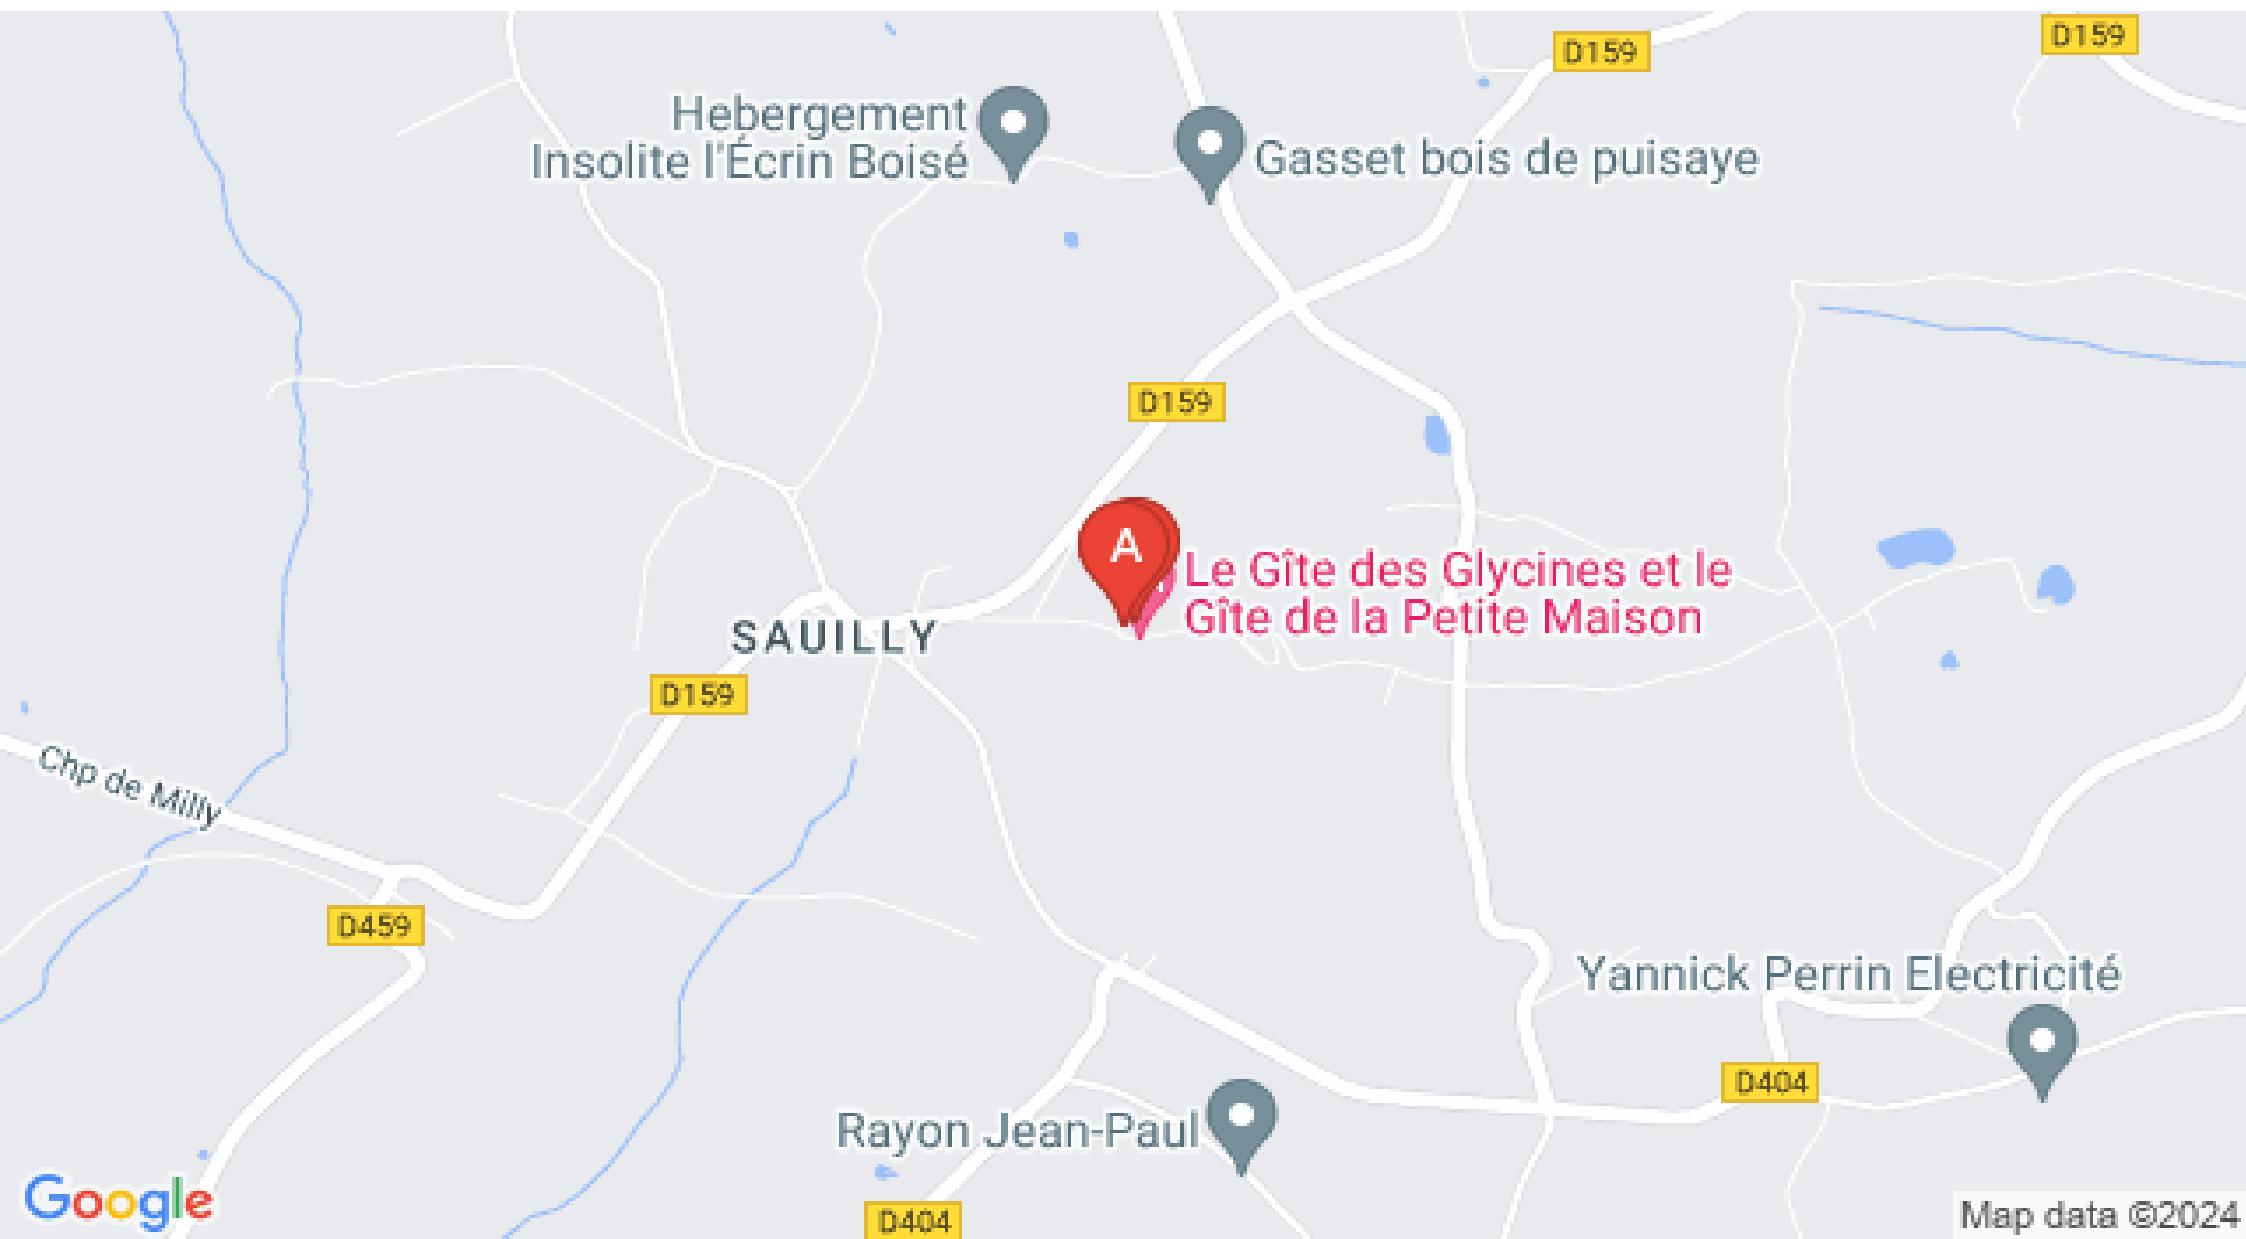 D159
D159
Hebergement
Insolite l'Écrin Boisé
Gasset bois de puisaye
D159
A
Le Gîte des Glycines et le
Gîte de la Petite Maison
SAUILLY
D159
Chp de Milly
D459
Yannick Perrin Electricité
D404
Rayon Jean-Paul
D404
Google
Map data ©2024